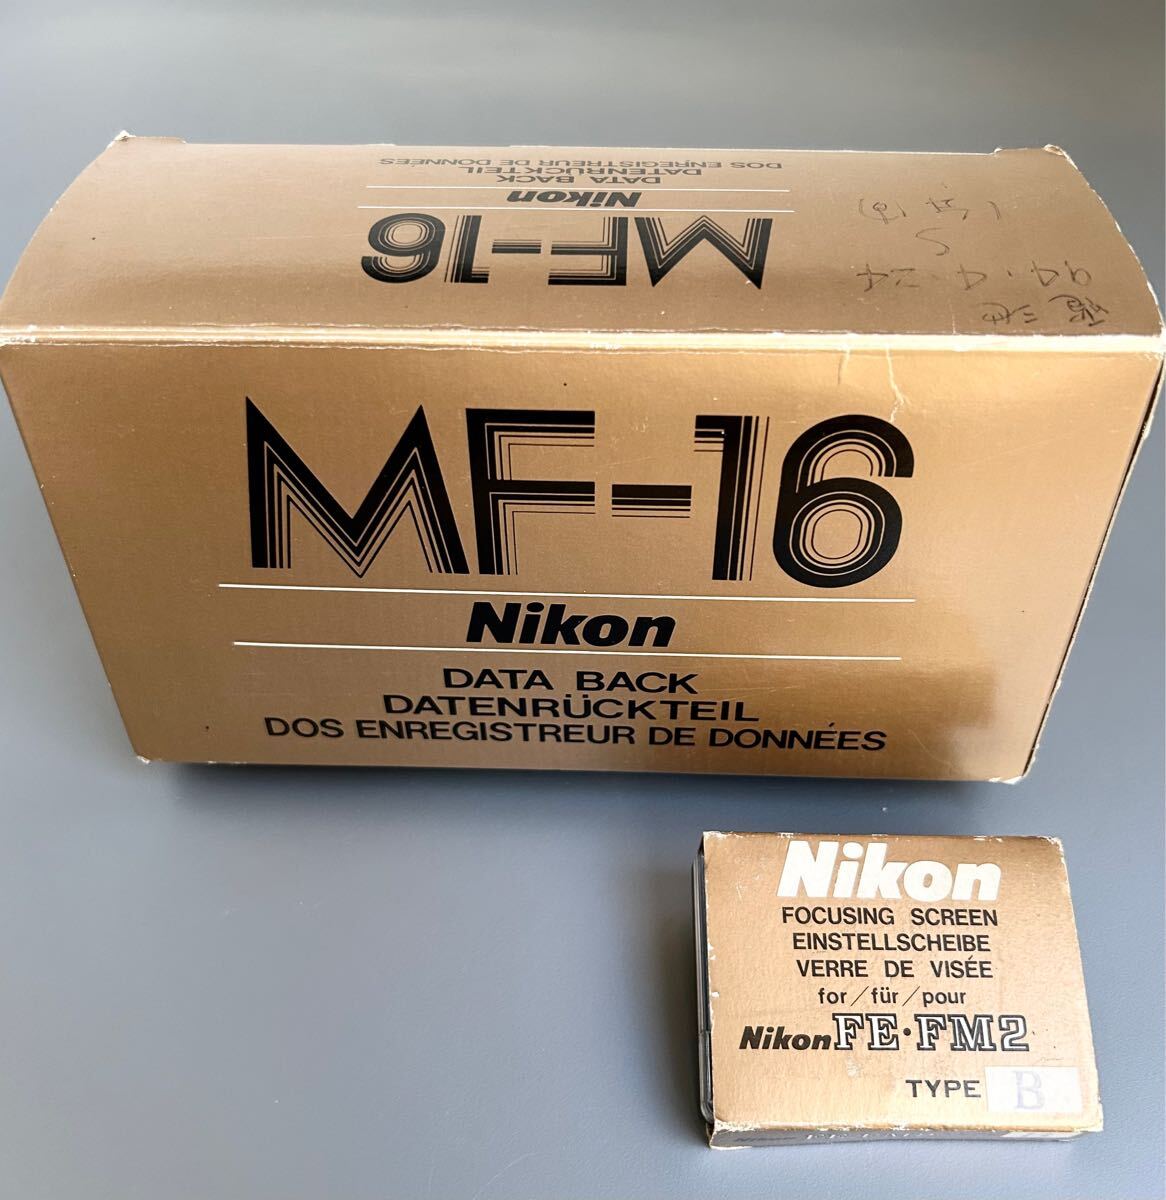 DOS ENREGISTREUR DE DONNÉES
DATENRÜCKTEIL
DATA BACK
Nikon
MF-16
94.4.24
S
MF-16
Nikon
DATA BACK
DATENRÜCKTEIL
DOS ENREGISTREUR DE DONNÉES
Nikon
FOCUSING SCREEN
EINSTELLSCHEIBE
VERRE DE VISÉE
for/für/pour
Nikon FE·FM2
TYPE B
Nikon